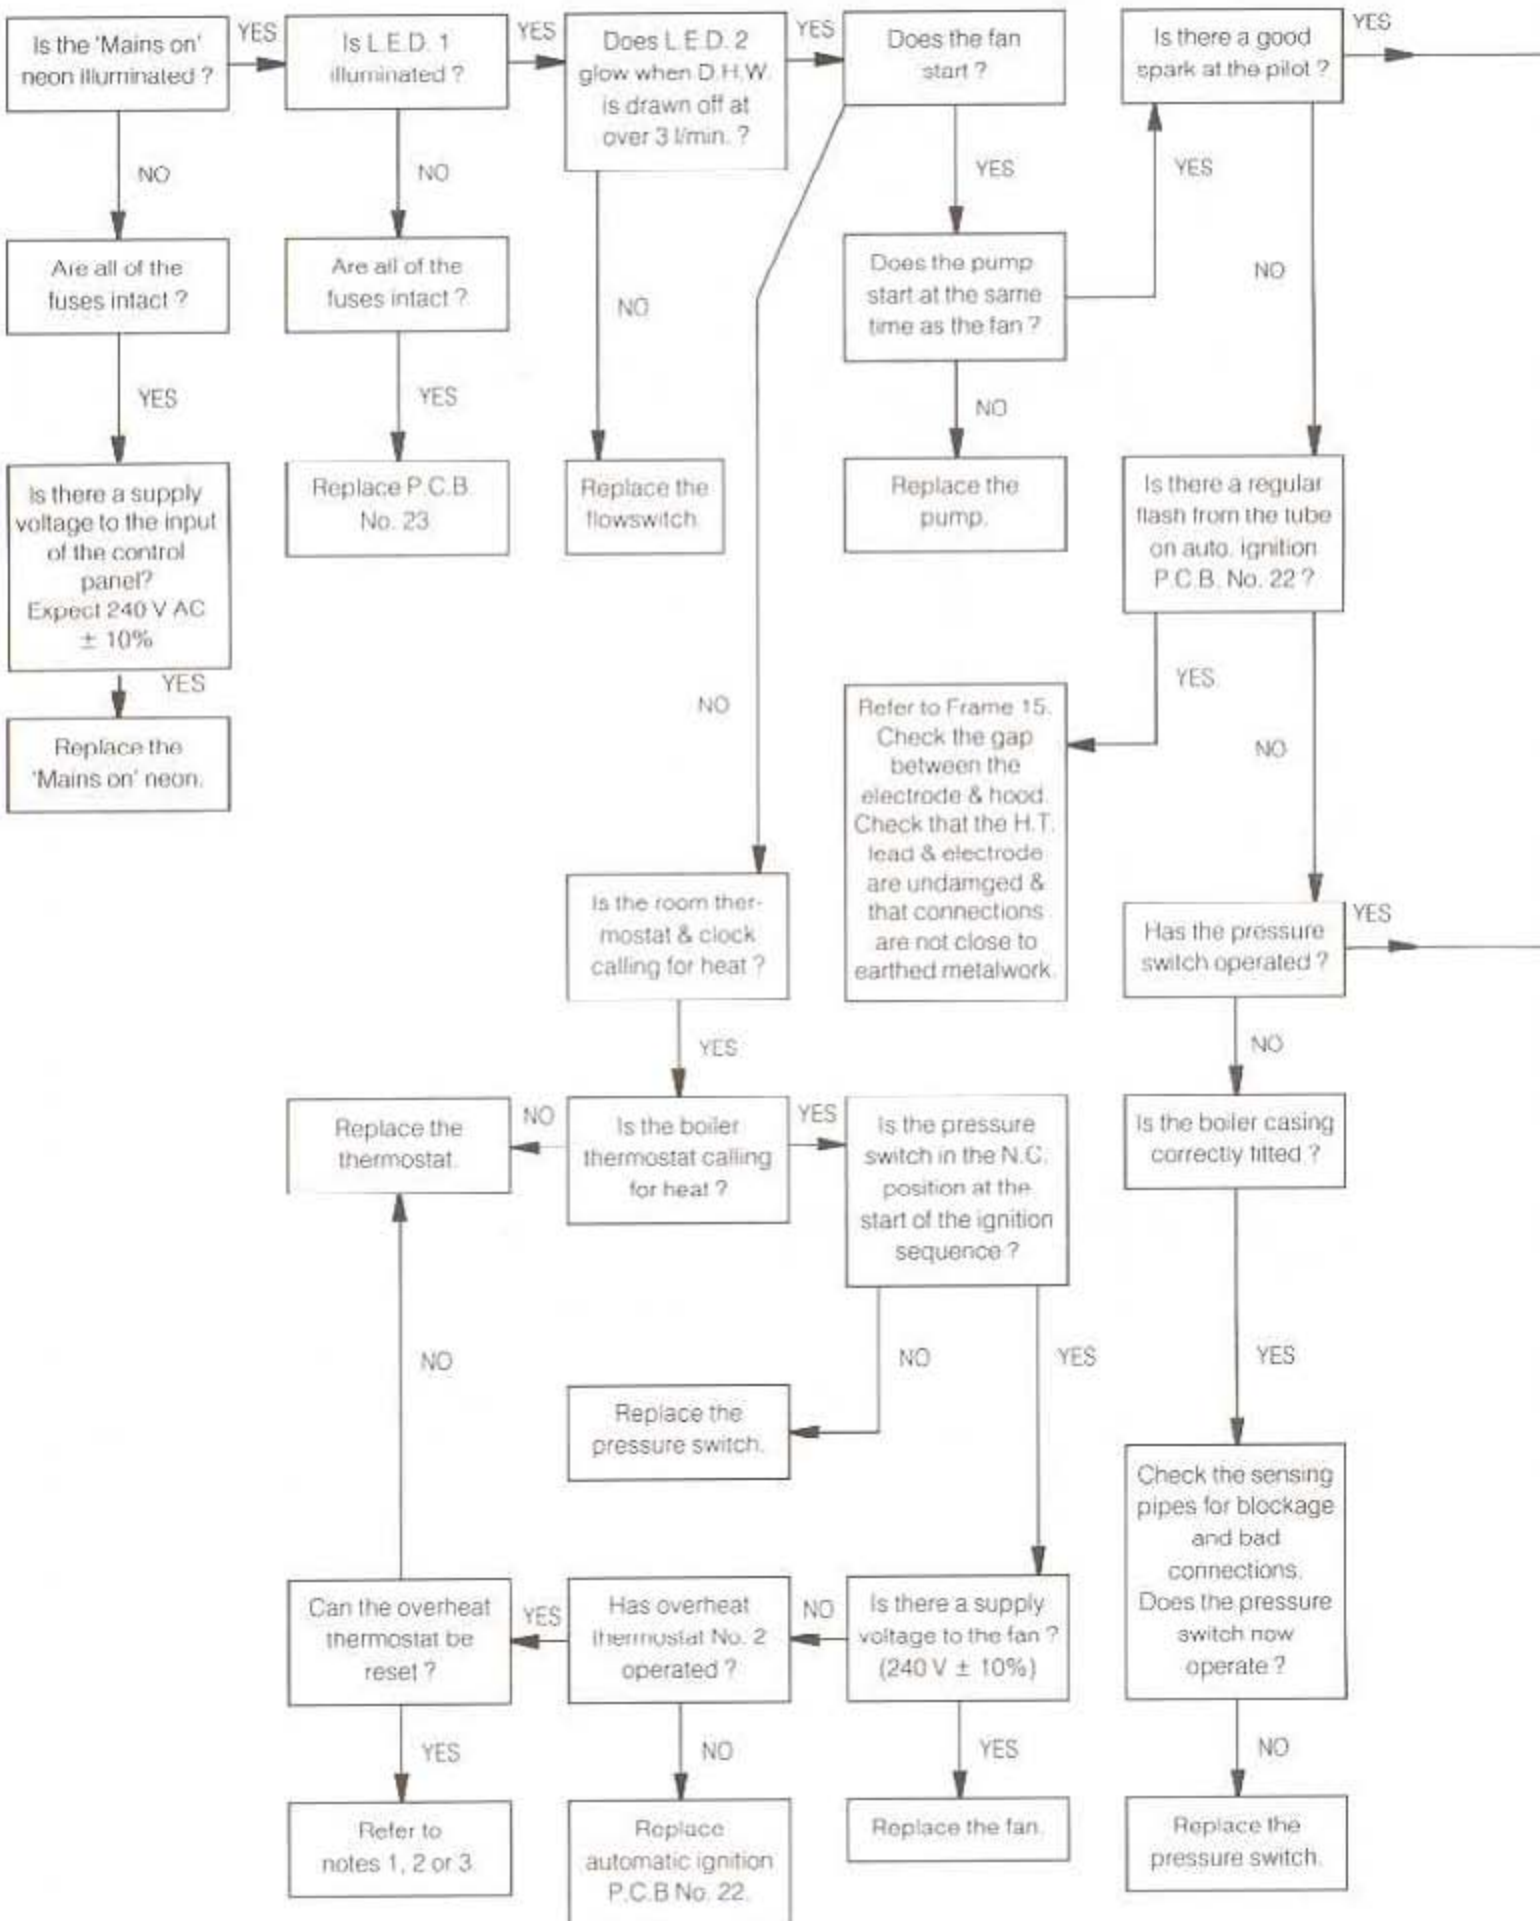 Is the 'Mains on'
neon illuminated ?
YES
Is L.E.D. 1
illuminated ?
YES
Does L.E.D. 2
glow when D.H.W.
is drawn off at
over 3 l/min. ?
YES
Does the fan
start ?
Is there a good
spark at the pilot ?
YES
NO
NO
NO
YES
YES
NO
Are all of the
fuses intact ?
Are all of the
fuses intact ?
Does the pump
start at the same
time as the fan ?
YES
YES
NO
Is there a supply
voltage to the input
of the control
panel?
Expect 240 V AC
± 10%
Replace P.C.B.
No. 23
Replace the
flowswitch.
Replace the
pump.
Is there a regular
flash from the tube
on auto. ignition
P.C.B. No. 22 ?
YES
Replace the
'Mains on' neon.
NO
YES
NO
Refer to Frame 15.
Check the gap
between the
electrode & hood.
Check that the H.T.
lead & electrode
are undamged &
that connections
are not close to
earthed metalwork.
Is the room ther-
mostat & clock
calling for heat ?
Has the pressure
switch operated ?
YES
YES
NO
Replace the
thermostat.
NO
Is the boiler
thermostat calling
for heat ?
YES
Is the pressure
switch in the N.C.
position at the
start of the ignition
sequence ?
Is the boiler casing
correctly fitted ?
NO
NO
YES
YES
Replace the
pressure switch.
Check the sensing
pipes for blockage
and bad
connections.
Does the pressure
switch now
operate ?
Can the overheat
thermostat be
reset ?
YES
Has overheat
thermostat No. 2
operated ?
NO
Is there a supply
voltage to the fan ?
(240 V ± 10%)
YES
NO
YES
NO
Refer to
notes 1, 2 or 3.
Replace
automatic ignition
P.C.B No. 22.
Replace the fan.
Replace the
pressure switch.